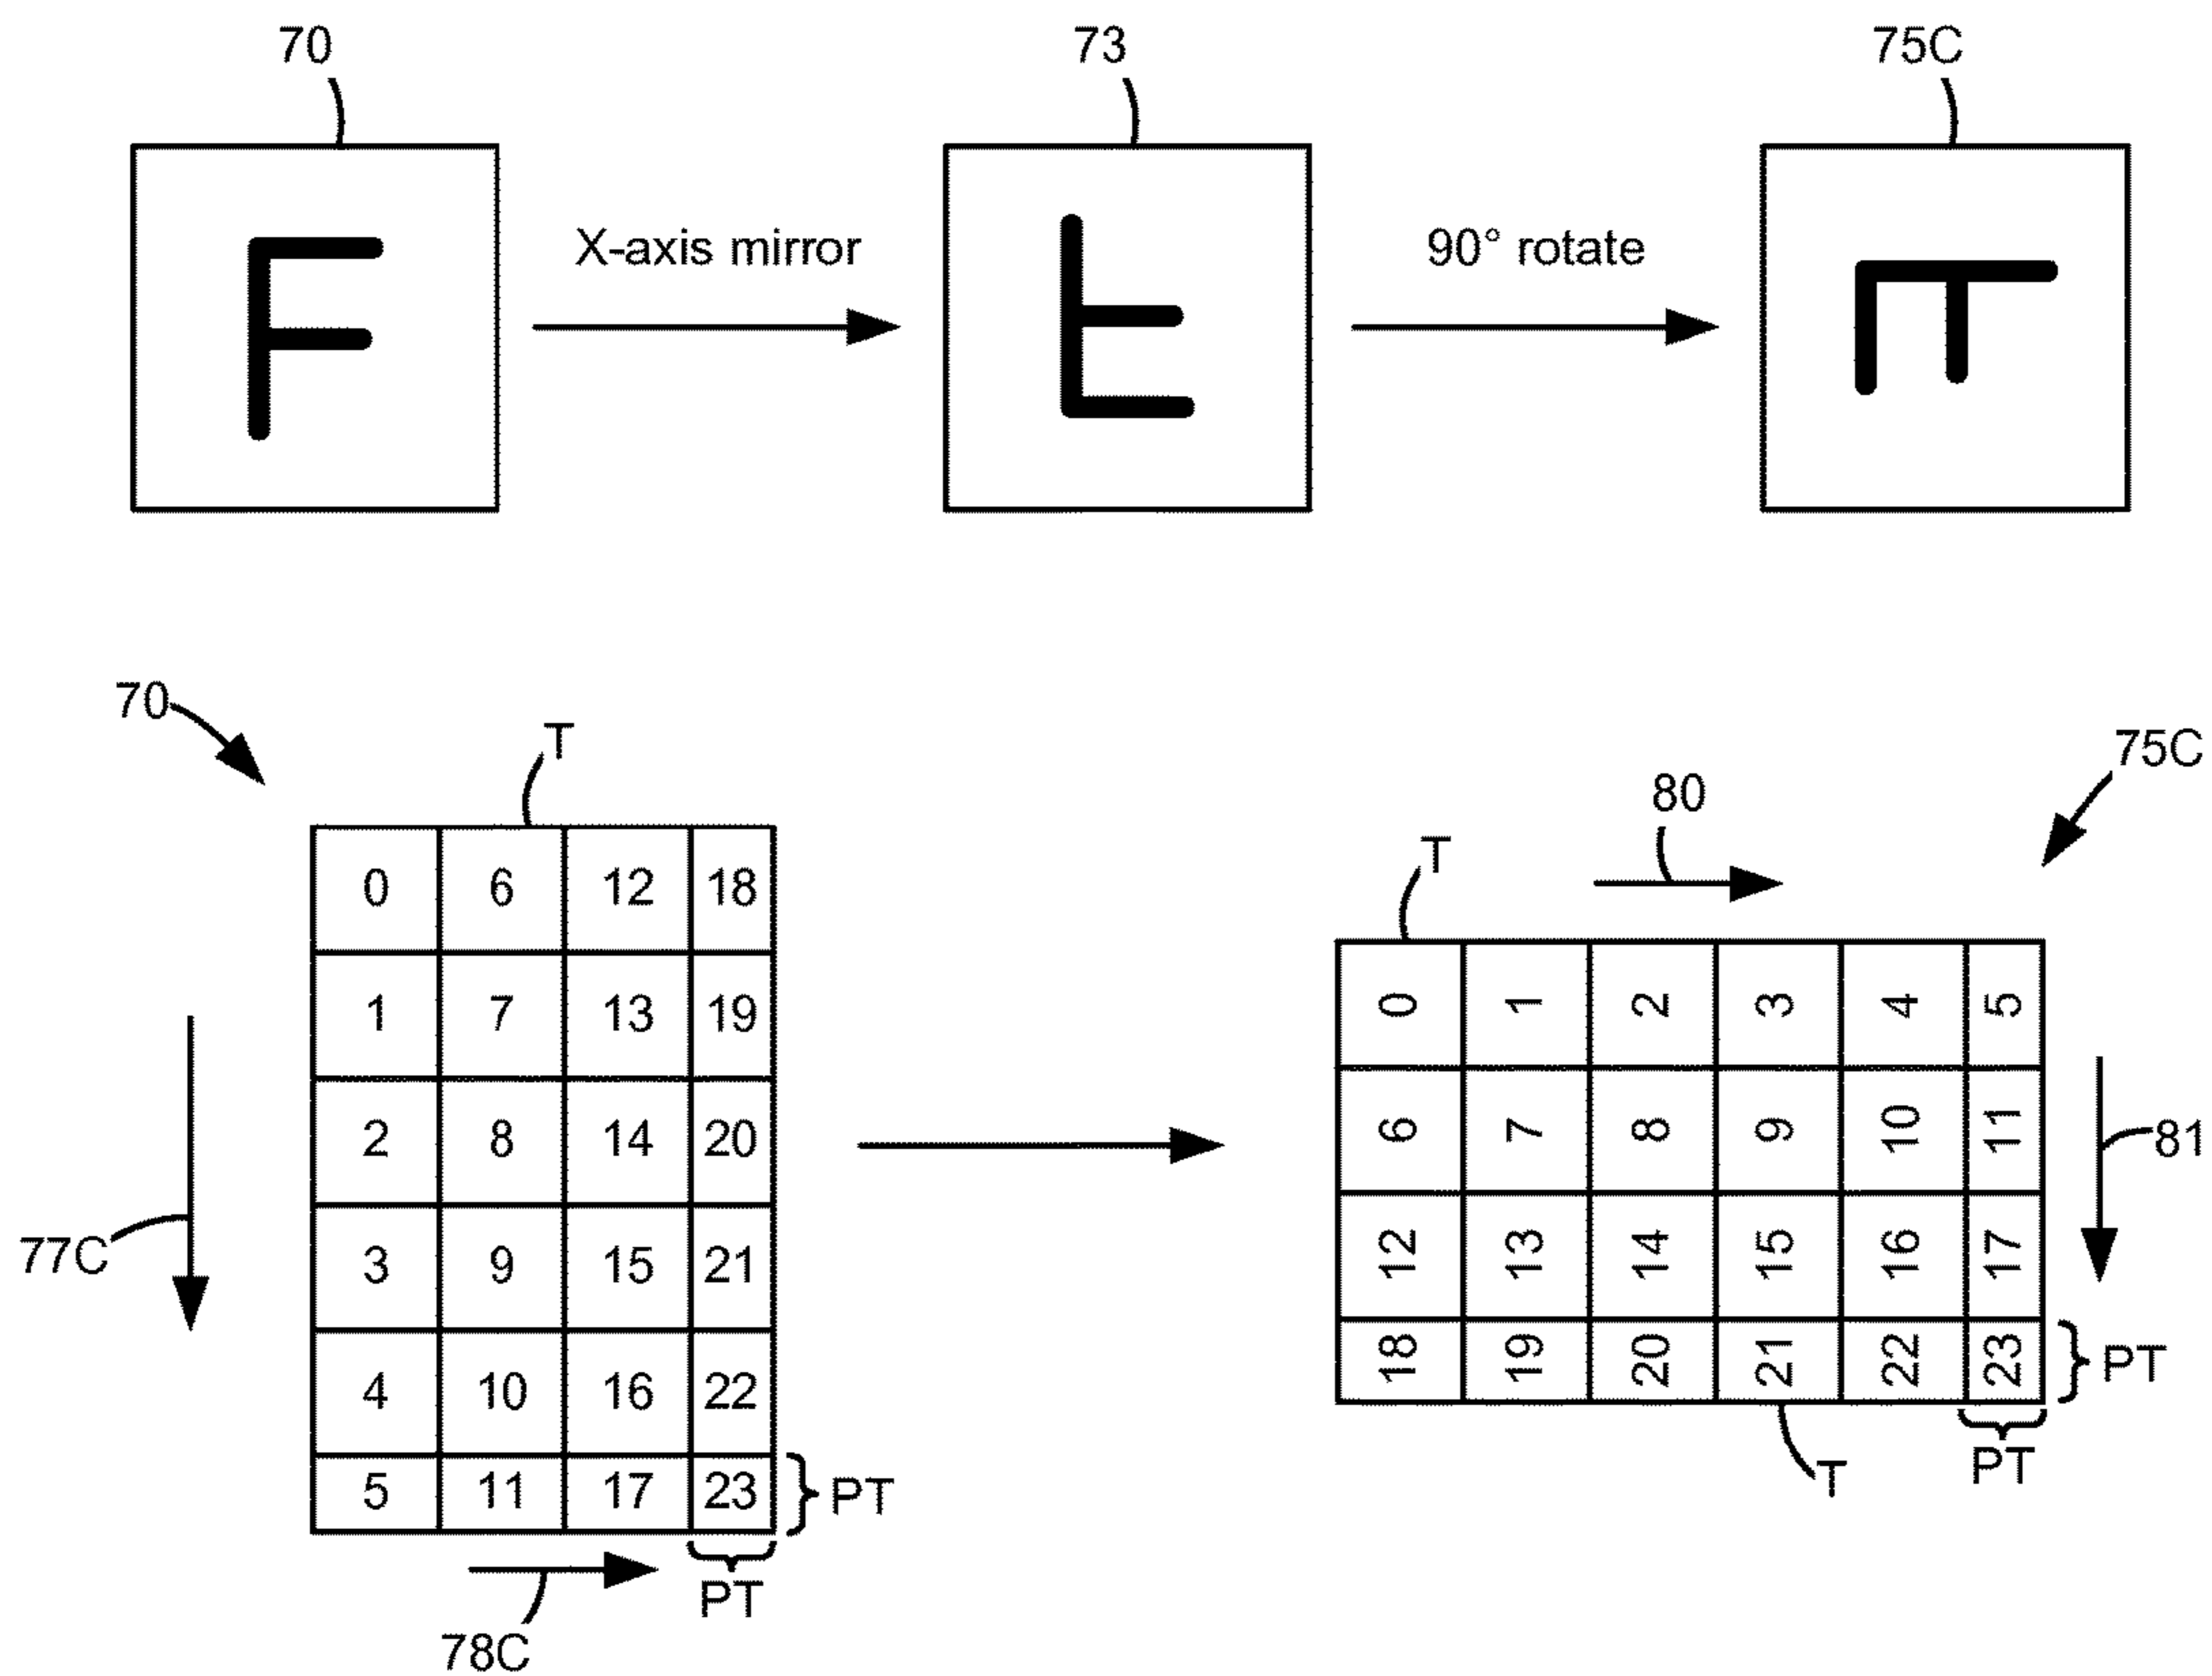 70 73 75C
F X-axis mirror F 90° rotate F
70 T 75C
80
T
0 6 12 18
1 7 13 19
2 8 14 20
3 9 15 21
4 10 16 22
5 11 17 23 PT
PT
77C
78C
0 1 2 3 4 5
6 7 8 9 10 11
12 13 14 15 16 17
18 19 20 21 22 23 PT
81
T PT